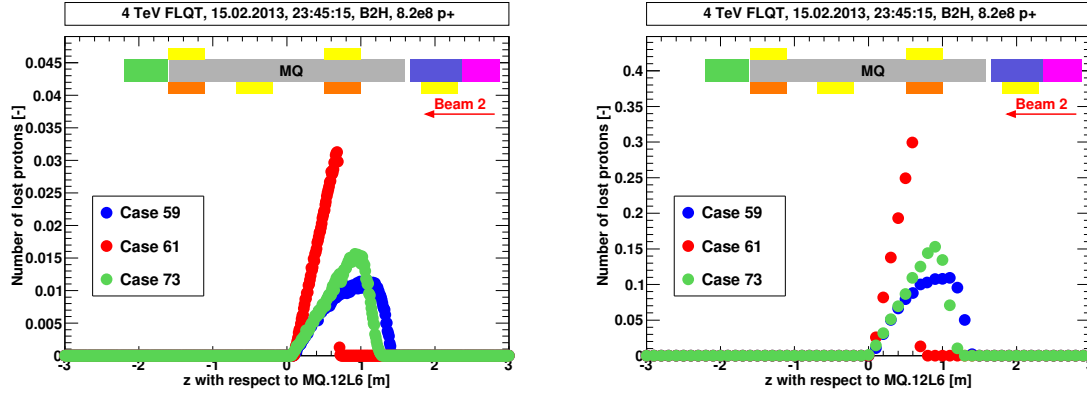 4 TeV FLQT, 15.02.2013, 23:45:15, B2H, 8.2e8 p+
Number of lost protons [-]
0.045
0.04
0.035
0.03
0.025
0.02
0.015
0.01
0.005
0
MQ
Beam 2
Case 59
Case 61
Case 73
-3 -2 -1 0 1 2 3
z with respect to MQ.12L6 [m]
4 TeV FLQT, 15.02.2013, 23:45:15, B2H, 8.2e8 p+
Number of lost protons [-]
0.4
0.35
0.3
0.25
0.2
0.15
0.1
0.05
0
MQ
Beam 2
Case 59
Case 61
Case 73
-3 -2 -1 0 1 2 3
z with respect to MQ.12L6 [m]